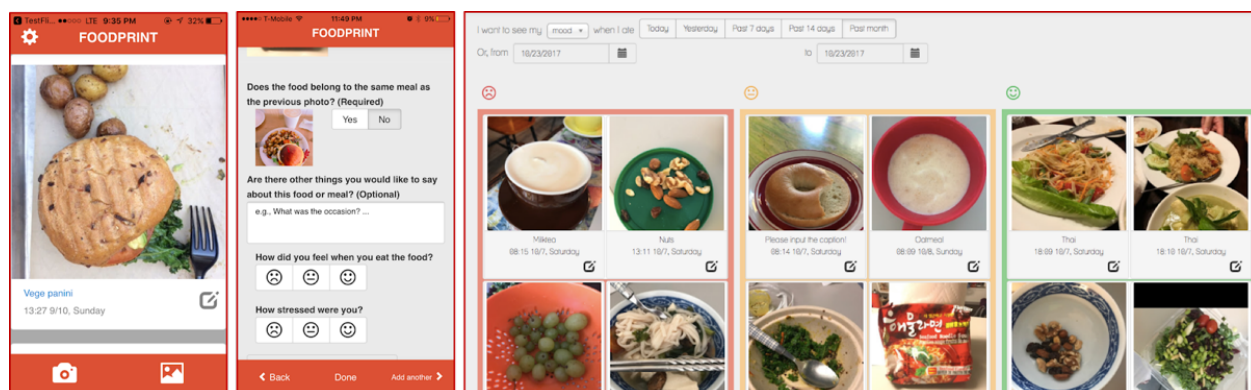 TestFli... LTE 9:35 PM 32%
FOODPRINT
Vege panini
13:27 9/10, Sunday
T-Mobile 11:49 PM 9%
FOODPRINT
Does the food belong to the same meal as
the previous photo? (Required)
Yes No
Are there other things you would like to say
about this food or meal? (Optional)
e.g., What was the occasion? ...
How did you feel when you eat the food?
How stressed were you?
Back Done Add another
I want to see my mood when I ate Today Yesterday Past 7 days Past 14 days Past month
Or, from 10/23/2017 to 10/23/2017
Milktea
08:15 10/7, Saturday
Nuts
13:11 10/7, Saturday
Please input the caption!
08:14 10/7, Saturday
Oatmeal
08:09 10/8, Sunday
Thai
18:09 10/7, Saturday
Thai
18:10 10/7, Saturday
해물라면